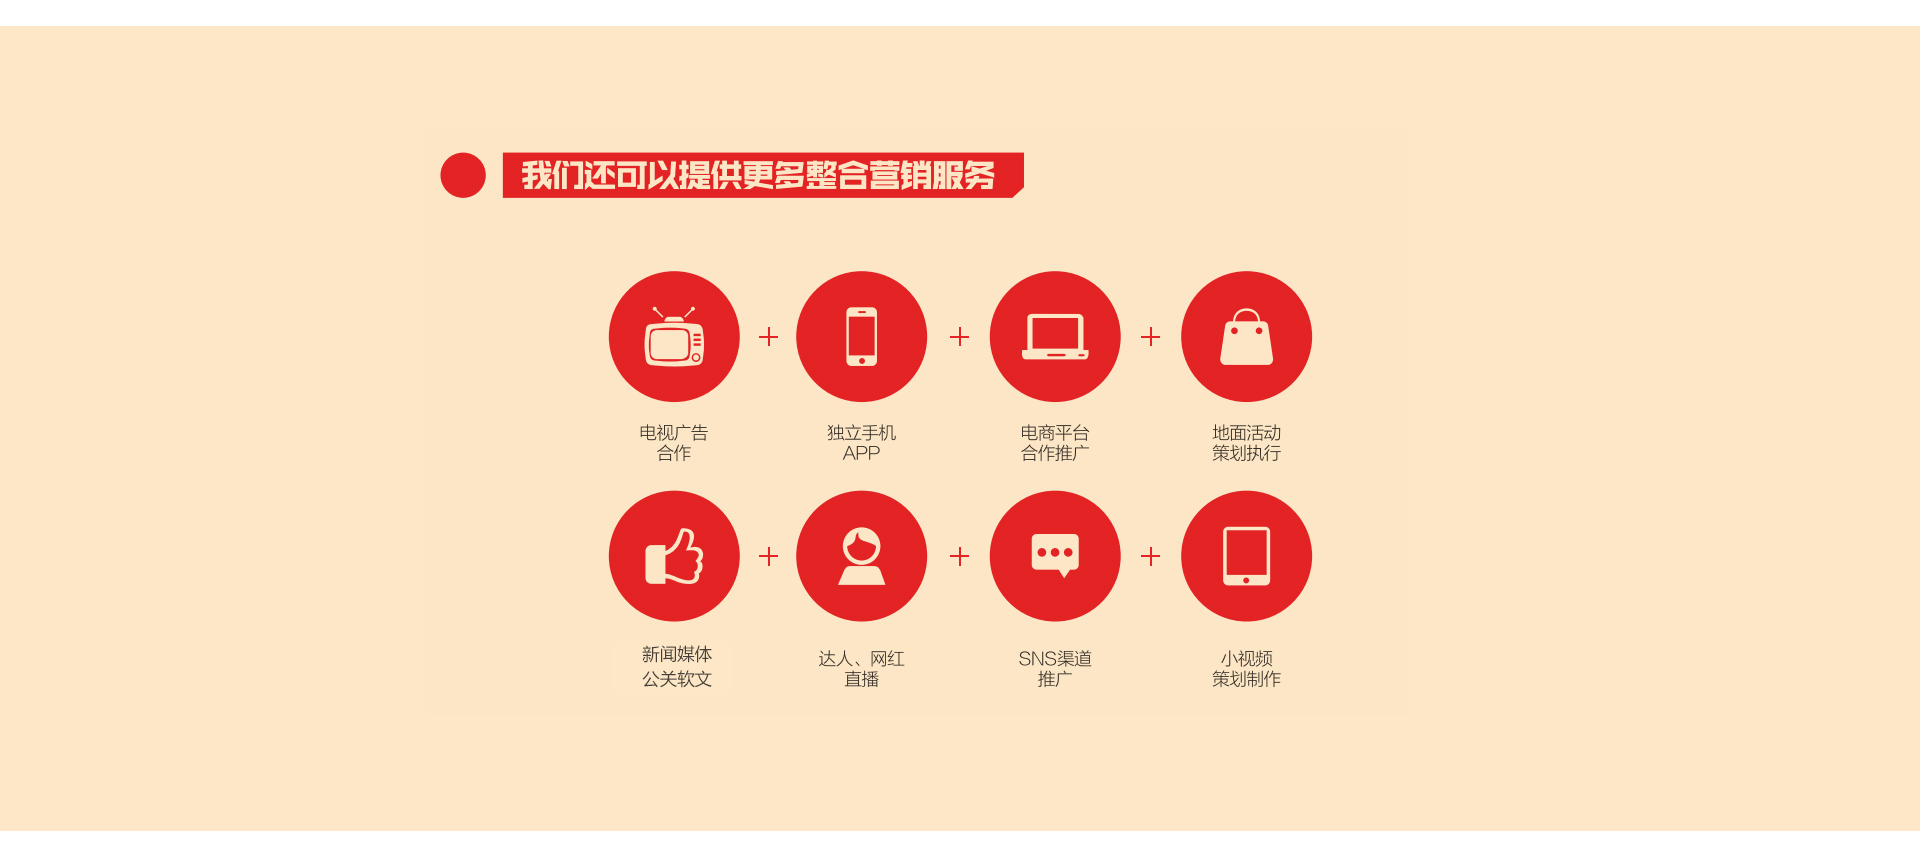 我们还可以提供更多整合营销服务
电视广告
合作
独立手机
APP
电商平台
合作推广
地面活动
策划执行
新闻媒体
公关软文
达人、网红
直播
SNS渠道
推广
小视频
策划制作